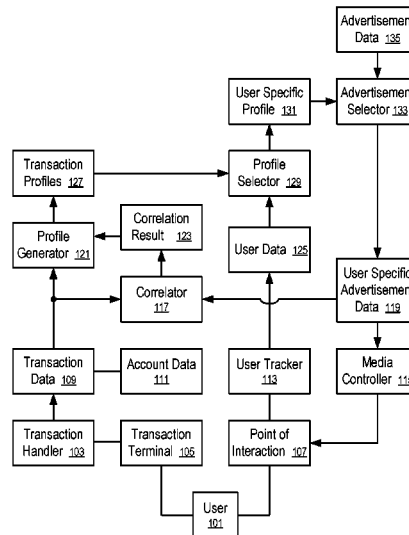 Advertisement
Data 135
User Specific
Profile 131
Advertisement
Selector 133
Transaction
Profiles 127
Profile
Selector 129
Correlation
Result 123
Profile
Generator 121
User Data 125
Correlator
117
User Specific
Advertisement
Data 119
Transaction
Data 109
Account Data
111
User Tracker
113
Media
Controller
Transaction
Handler 103
Transaction
Terminal 105
Point of
Interaction 107
User
101